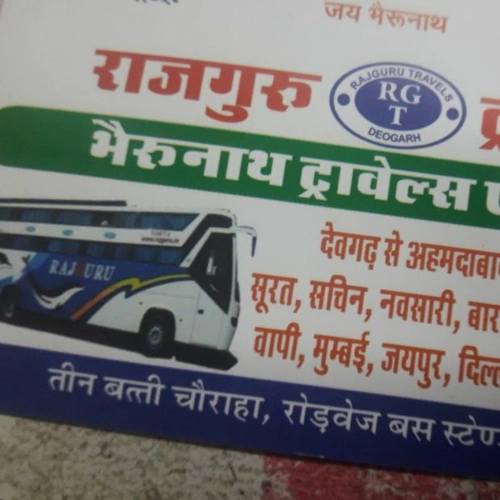 जय भैरूनाथ
राजगुरु
RAJGURU TRAVELS
RG
T
DEOGARH
भैरुनाथ ट्रावेल्स
RAJGURU
देवगढ़ से अहमदाबा
सूरत, सचिन, नवसारी, बार
वापी, मुम्बई, जयपुर, दिल्ल
तीन बत्ती चौराहा, रोड़वेज बस स्टेण